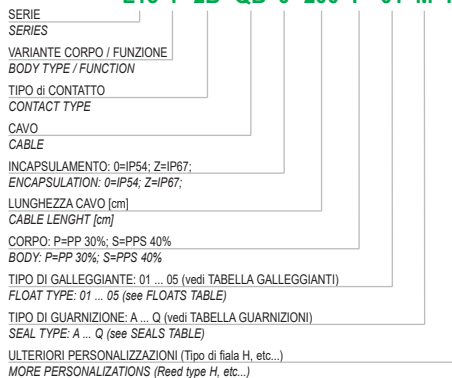 SERIE
SERIES
VARIANTE CORPO / FUNZIONE
BODY TYPE / FUNCTION
TIPO di CONTATTO
CONTACT TYPE
CAVO
CABLE
INCAPSULAMENTO: 0=IP54; Z=IP67;
ENCAPSULATION: 0=IP54; Z=IP67;
LUNGHEZZA CAVO [cm]
CABLE LENGHT [cm]
CORPO: P=PP 30%; S=PPS 40%
BODY: P=PP 30%; S=PPS 40%
TIPO DI GALLEGGIANTE: 01 ... 05 (vedi TABELLA GALLEGGIANTI)
FLOAT TYPE: 01 ... 05 (see FLOATS TABLE)
TIPO DI GUARNIZIONE: A ... Q (vedi TABELLA GUARNIZIONI)
SEAL TYPE: A ... Q (see SEALS TABLE)
ULTERIORI PERSONALIZZAZIONI (Tipo di fiala H, etc...)
MORE PERSONALIZATIONS (Reed type H, etc...)